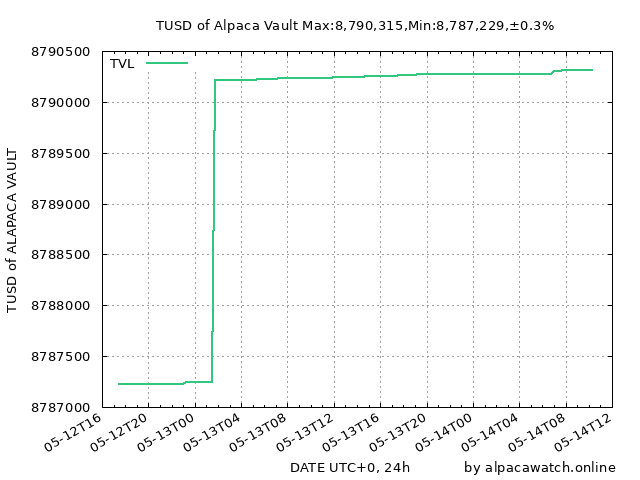 TUSD of Alpaca Vault Max:8,790,315,Min:8,787,229,±0.3%
TVL
8790500
8790000
8789500
8789000
8788500
8788000
8787500
8787000
TUSD of ALAPACA VAULT
05-12T16
05-12T20
05-13T00
05-13T04
05-13T08
05-13T12
05-13T16
05-13T20
05-14T00
05-14T04
05-14T08
05-14T12
DATE UTC+0, 24h
by alpacawatch.online